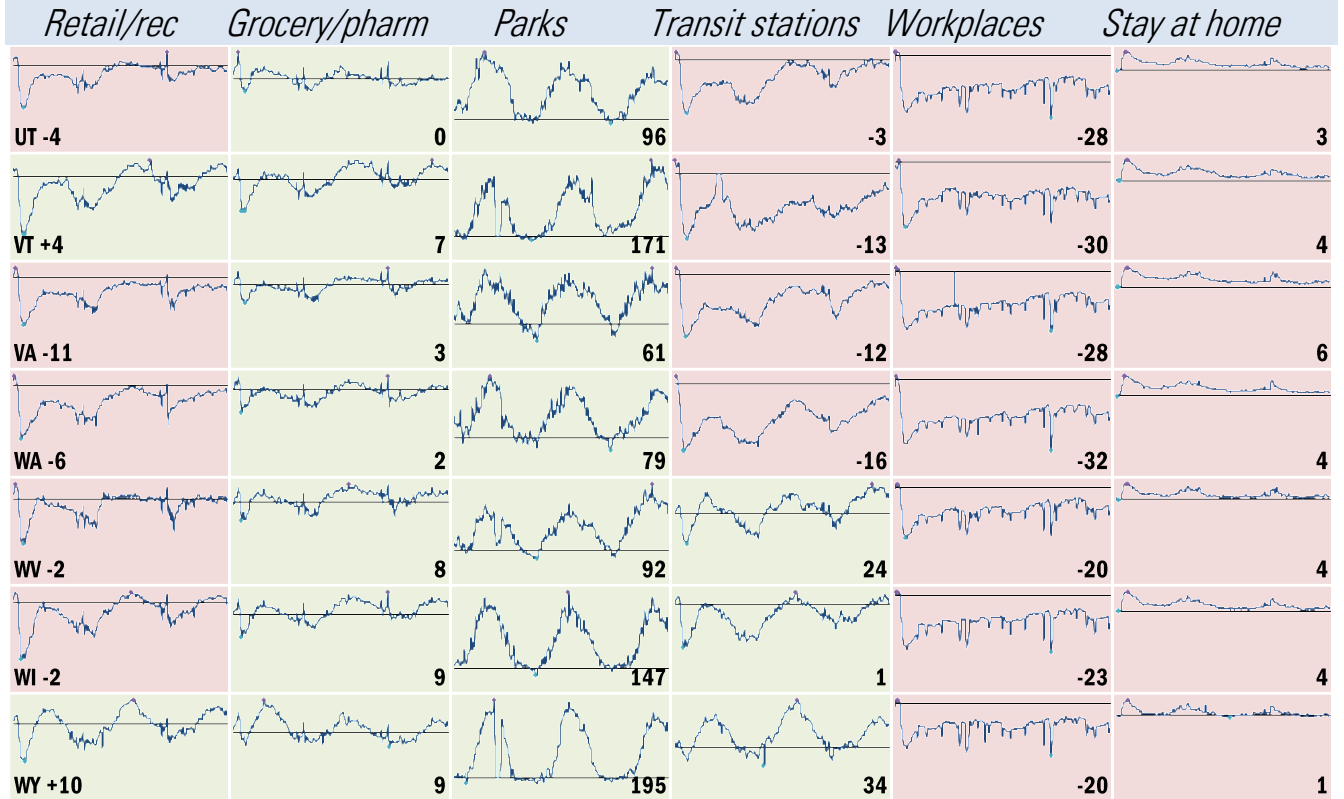 Retail/rec Grocery/pharm Parks Transit stations Workplaces Stay at home
UT -4 0 96 -3 -28 3
VT +4 7 171 -13 -30 4
VA -11 3 61 -12 -28 6
WA -6 2 79 -16 -32 4
WV -2 8 92 24 -20 4
WI -2 9 147 1 -23 4
WY +10 9 195 34 -20 1